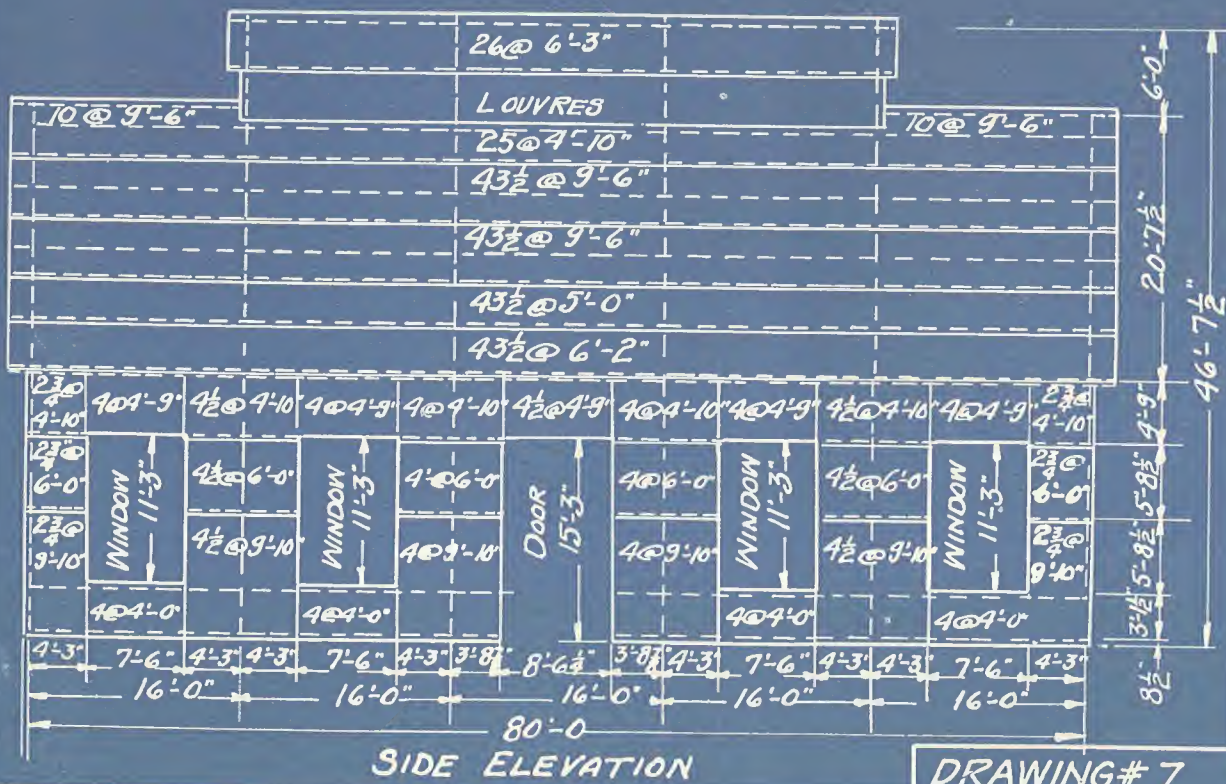 26@ 6'-3"
LOUVRES
10 @ 9'-6" 10 @ 9'-6"
25@4'-10"
43½ @ 9'-6"
43½ @ 9'-6"
43½ @ 5'-0"
43½ @ 6'-2"
6'-0"
20'-7½"
46'-7½"
4'-9"
5'-8½"
5'-8½"
3'-1½"
8½"
2¾@ 4'-10" 4@4'-9" 4½@ 4'-10" 4@4'-9" 4@ 4'-10" 4½@4'-9" 4@4'-10" 4@4'-9" 4½@4'-10" 4@4'-9" 2¾@ 4'-10"
2¾"@ 6'-0" 4½@6'-0" 4'@6'-0" 4@6'-0" 4½@6'-0" 2¾@ 6'-0"
WINDOW 11'-3" WINDOW 11'-3" DOOR 15'-3" WINDOW 11'-3" WINDOW 11'-3"
2¾@ 9'-10" 4½@9'-10" 4@9'-10" 4@9'-10" 4½@9'-10" 2¾@ 9'-10"
4@4'-0" 4@4'-0" 4@4'-0" 4@4'-0"
4'-3" 7'-6" 4'-3" 4'-3" 7'-6" 4'-3" 8'-6¼" 4'-3" 7'-6" 4'-3" 4'-3" 7'-6" 4'-3"
16'-0" 16'-0" 16'-0" 16'-0" 16'-0"
80'-0
SIDE ELEVATION
DRAWING# 7